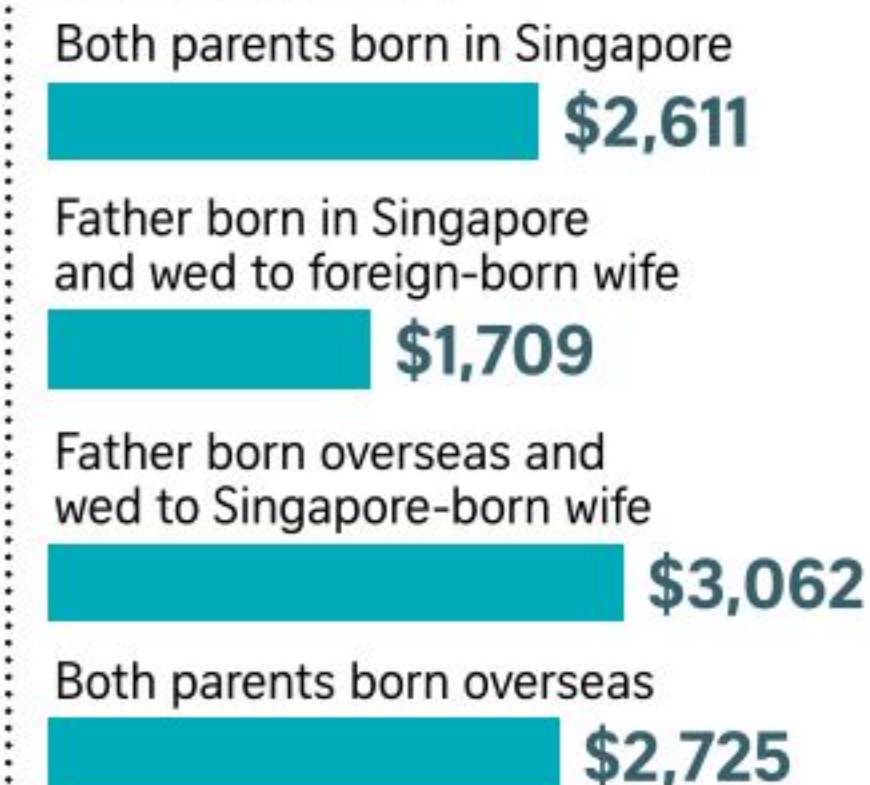 Both parents born in Singapore
$2,611
Father born in Singapore
and wed to foreign-born wife
$1,709
Father born overseas and
wed to Singapore-born wife
$3,062
Both parents born overseas
$2,725